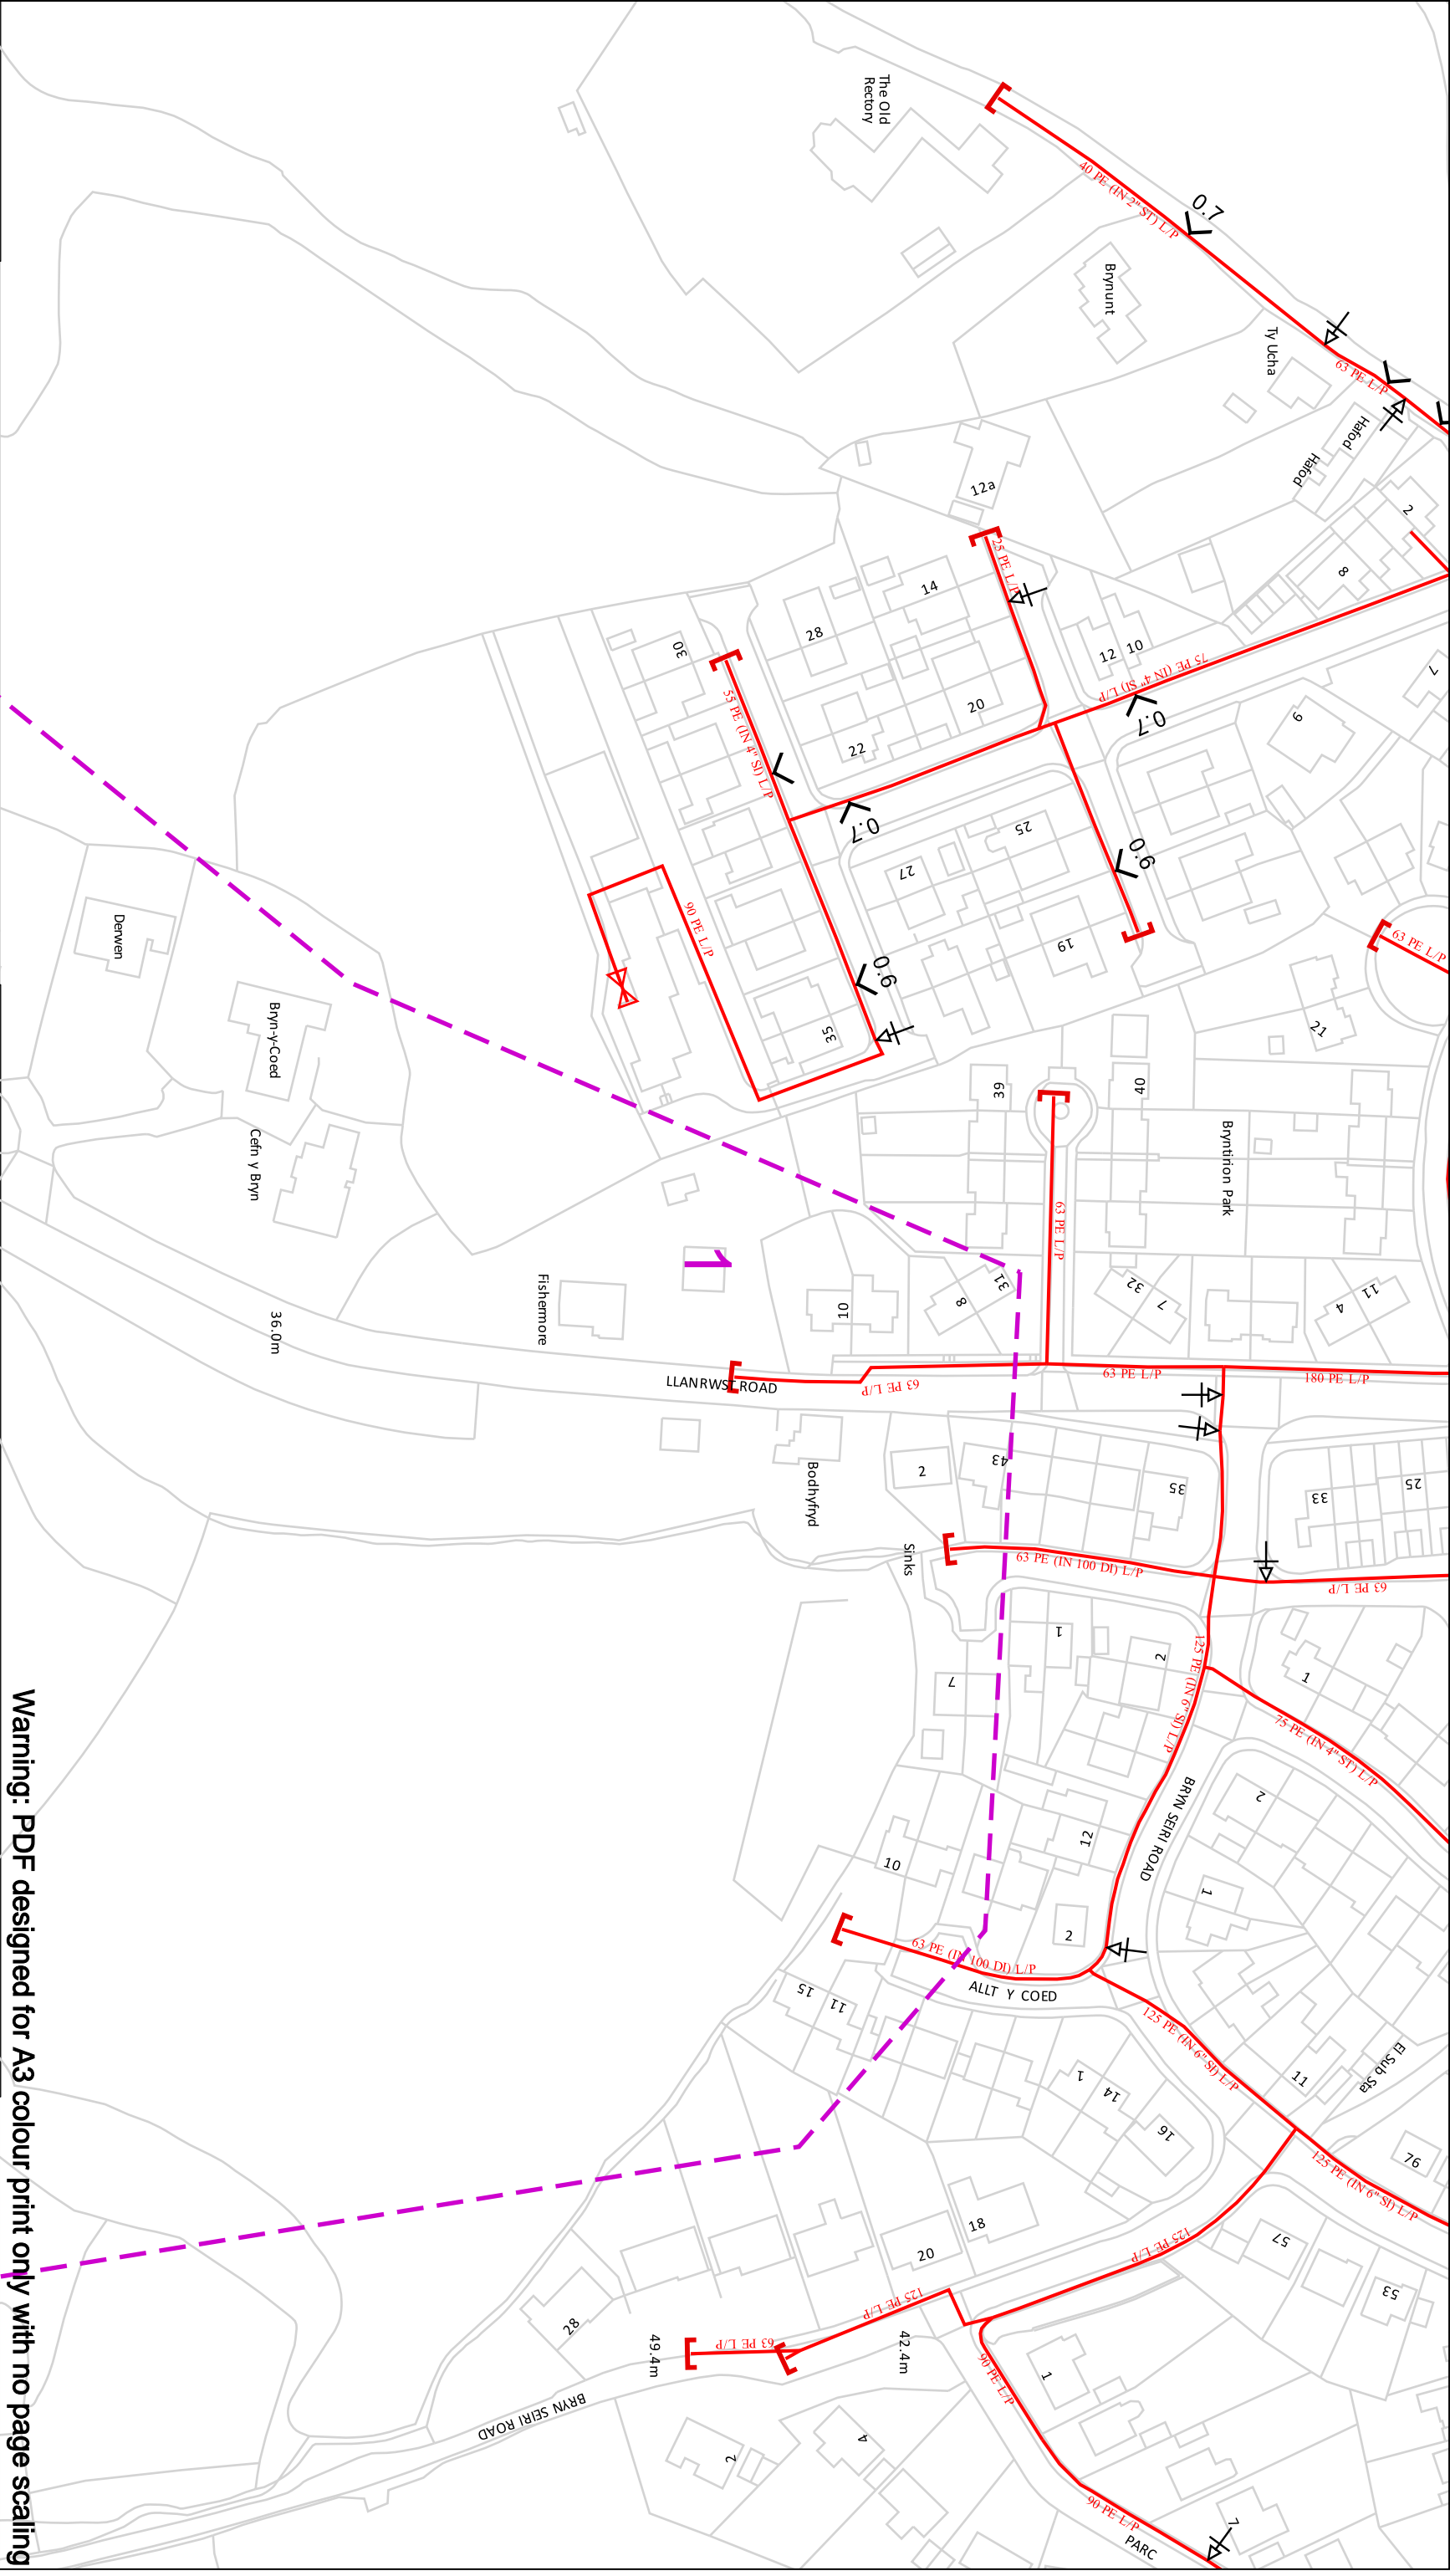 The Old
Rectory
40 PE (IN 2" ST) L/P
0.7
Brynunt
Ty Ucha
63 PE L/P
Hafod
Hafod
2
8
12a
25 PE L/P
14
28
30
12
10
75 PE (IN 4" SI) L/P
0.7
7
9
20
22
55 PE (IN 4" SI) L/P
0.7
25
27
0.6
19
63 PE L/P
90 PE L/P
0.6
35
21
Derwen
Bryn-y-Coed
Cefn y Bryn
39
40
Bryntirion Park
63 PE L/P
1
31
8
10
32
7
11
4
Fishermore
36.0m
LLANRWST ROAD
63 PE L/P
63 PE L/P
180 PE L/P
43
2
35
33
25
Bodhyfryd
Sinks
63 PE (IN 100 DI) L/P
63 PE L/P
1
2
7
1
125 PE (IN 6" SI) L/P
75 PE (IN 4" ST) L/P
BRYN SEIRI ROAD
2
12
10
1
2
63 PE (IN 100 DI) L/P
ALLT Y COED
15
11
125 PE (IN 6" SI) L/P
El Sub Sta
11
1
14
16
76
125 PE (IN 6" SI) L/P
18
20
125 PE L/P
57
53
125 PE L/P
28
49.4m
63 PE L/P
42.4m
90 PE L/P
1
BRYN SEIRI ROAD
2
4
90 PE L/P
PARC
7
Warning: PDF designed for A3 colour print only with no page scaling